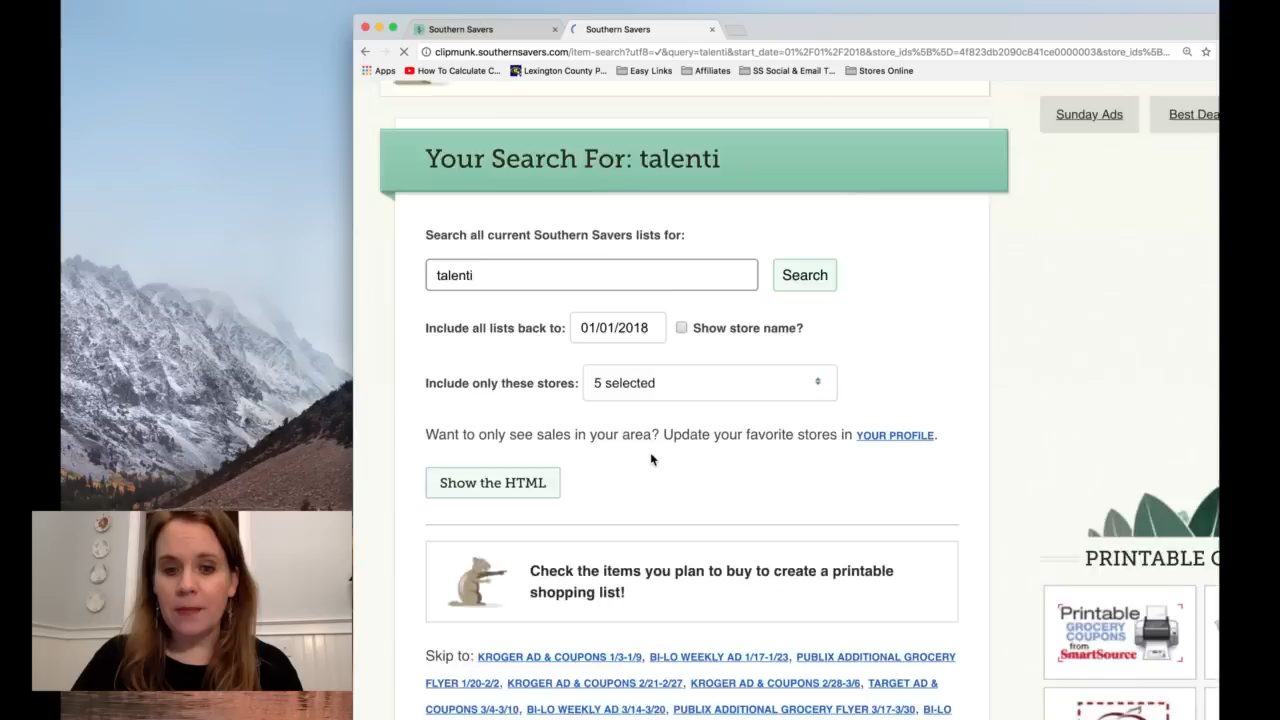 Southern Savers
Southern Savers
clipmunk.southernsavers.com/item-search?utf8=✓&query=talenti&start_date=01%2F01%2F2018&store_ids%5B%5D=4f823db2090c841ce0000003&store_ids%5B...
Apps How To Calculate C... Lexington County P... Easy Links Affiliates SS Social & Email T... Stores Online
Sunday Ads Best Dea
Your Search For: talenti
Search all current Southern Savers lists for:
talenti Search
Include all lists back to: 01/01/2018 Show store name?
Include only these stores: 5 selected
Want to only see sales in your area? Update your favorite stores in YOUR PROFILE.
Show the HTML
Check the items you plan to buy to create a printable
shopping list!
Skip to: KROGER AD & COUPONS 1/3-1/9, BI-LO WEEKLY AD 1/17-1/23, PUBLIX ADDITIONAL GROCERY
FLYER 1/20-2/2, KROGER AD & COUPONS 2/21-2/27, KROGER AD & COUPONS 2/28-3/6, TARGET AD &
COUPONS 3/4-3/10, BI-LO WEEKLY AD 3/14-3/20, PUBLIX ADDITIONAL GROCERY FLYER 3/17-3/30, BI-LO
PRINTABLE C
Printable
GROCERY
COUPONS
from
SmartSource